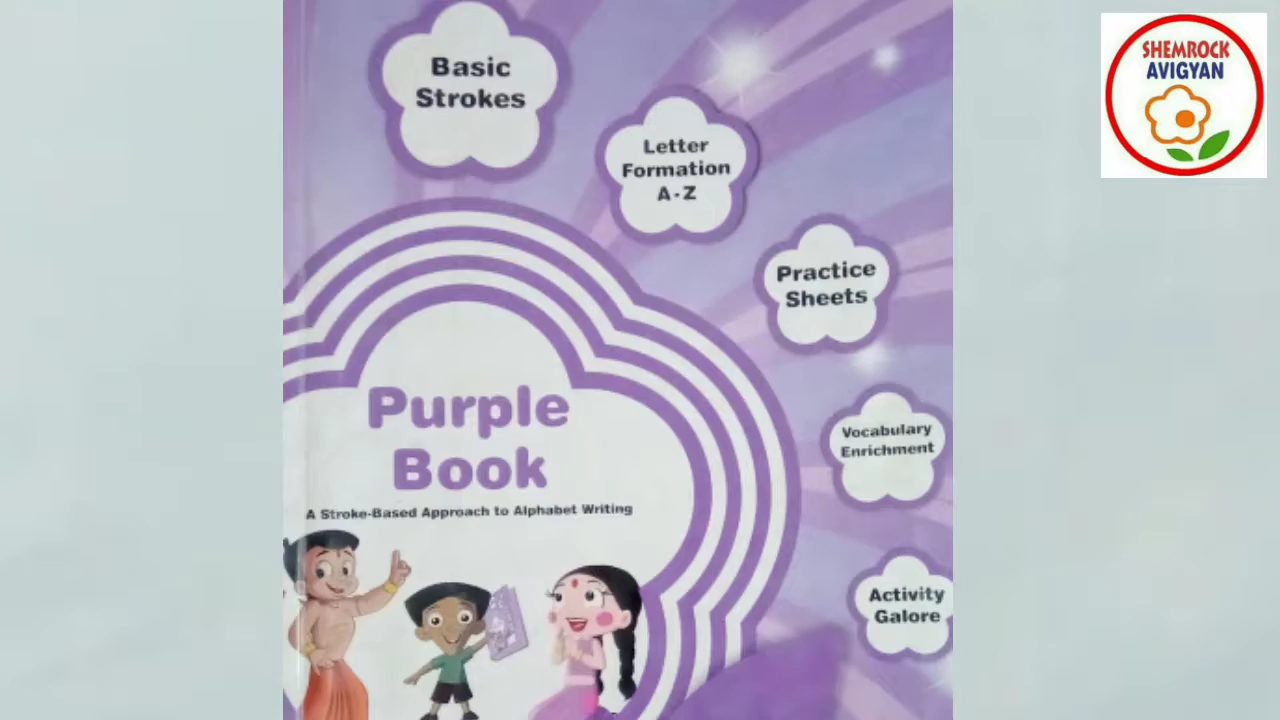 Basic
Strokes
Letter
Formation
A - Z
Practice
Sheets
Vocabulary
Enrichment
Activity
Galore
Purple
Book
A Stroke-Based Approach to Alphabet Writing
SHEMROCK
AVIGYAN